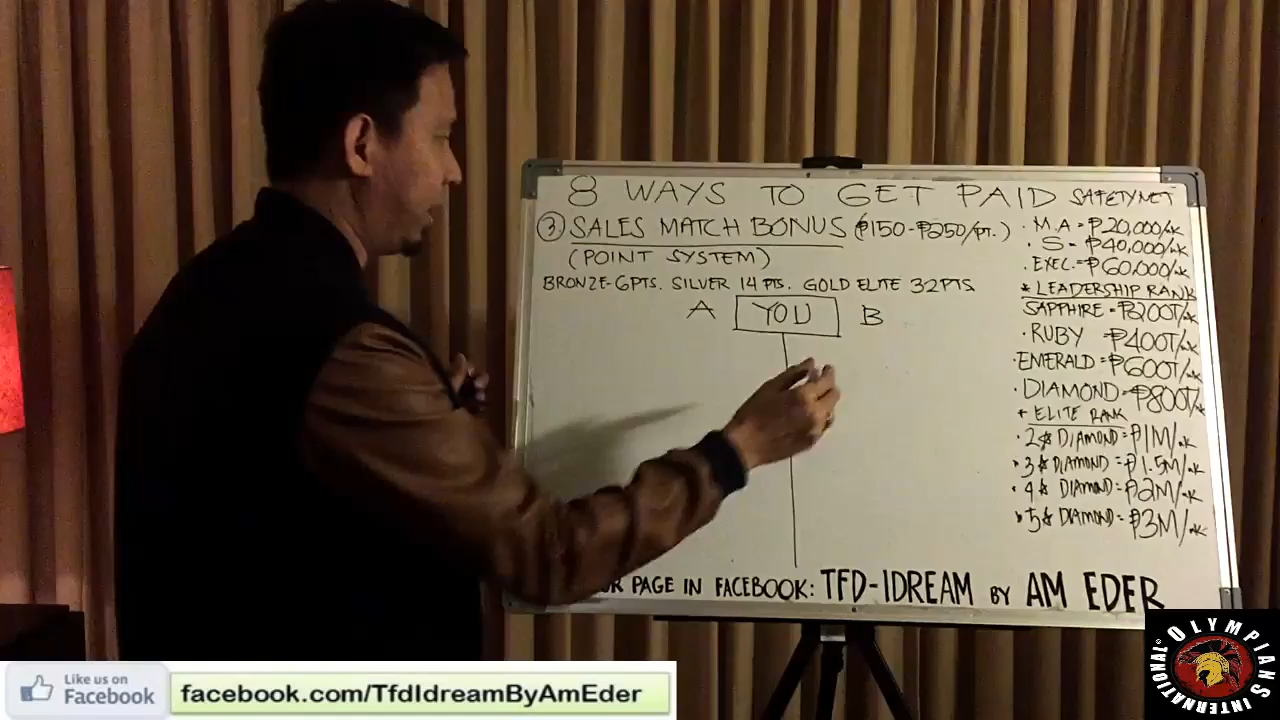 8 WAYS TO GET PAID
③ SALES MATCH BONUS (₱150-₱250/PT.)
(POINT SYSTEM)
BRONZE-6PTS. SILVER 14 PTS. GOLD ELITE 32PTS
A YOU B
SAFETYNET
· M.A = ₱20,000/wk
· S = ₱40,000/wk
· EXEC. = ₱60,000/wk
* LEADERSHIP RANK
SAPPHIRE = ₱200T/wk
· RUBY = ₱400T/wk
· EMERALD = ₱600T/wk
· DIAMOND = ₱800T/wk
+ ELITE RANK
· 2* DIAMOND = ₱1M/wk
· 3* DIAMOND = ₱1.5M/wk
· 4* DIAMOND = ₱2M/wk
· 5* DIAMOND = ₱3M/wk
PAGE IN FACEBOOK: TFD-IDREAM BY AM EDER
Like us on
Facebook
facebook.com/TfdIdreamByAmEder
OLYMPIANS
INTERNATIONAL